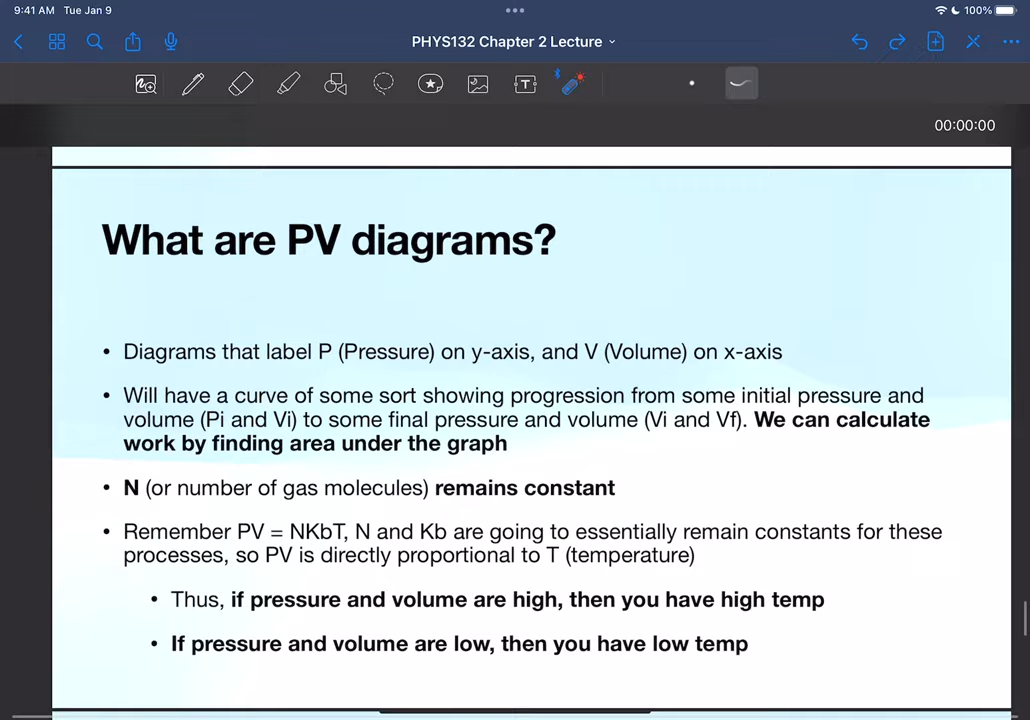 9:41 AM Tue Jan 9
100%
PHYS132 Chapter 2 Lecture
T
00:00:00
What are PV diagrams?
• Diagrams that label P (Pressure) on y-axis, and V (Volume) on x-axis
• Will have a curve of some sort showing progression from some initial pressure and
volume (Pi and Vi) to some final pressure and volume (Vi and Vf). We can calculate
work by finding area under the graph
• N (or number of gas molecules) remains constant
• Remember PV = NKbT, N and Kb are going to essentially remain constants for these
processes, so PV is directly proportional to T (temperature)
• Thus, if pressure and volume are high, then you have high temp
• If pressure and volume are low, then you have low temp